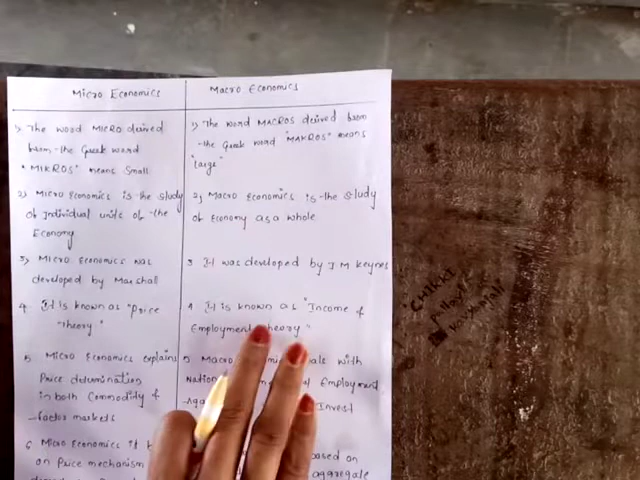 Micro Economics
1) The word MICRO derived
from the Greek word
"MIKROS" means Small
2) Micro Economics is the study
of Individual units of the
Economy
3) Micro Economics was
developed by Marshall
4 It is known as "Price
Theory"
5 Micro Economics explains
Price determination
in both Commodity &
factor markets
6 Micro Economics is
on Price mechanism
Macro Economics
1) The word MACROS derived from
the Greek word "MAKROS" means
"large"
2) Macro Economics is the study
of Economy as a whole
3 It was developed by J M Keynes
4 It is known as "Income &
Employment Theory"
5 with
Employment
Invest
based on
aggregate
"CHIKKI